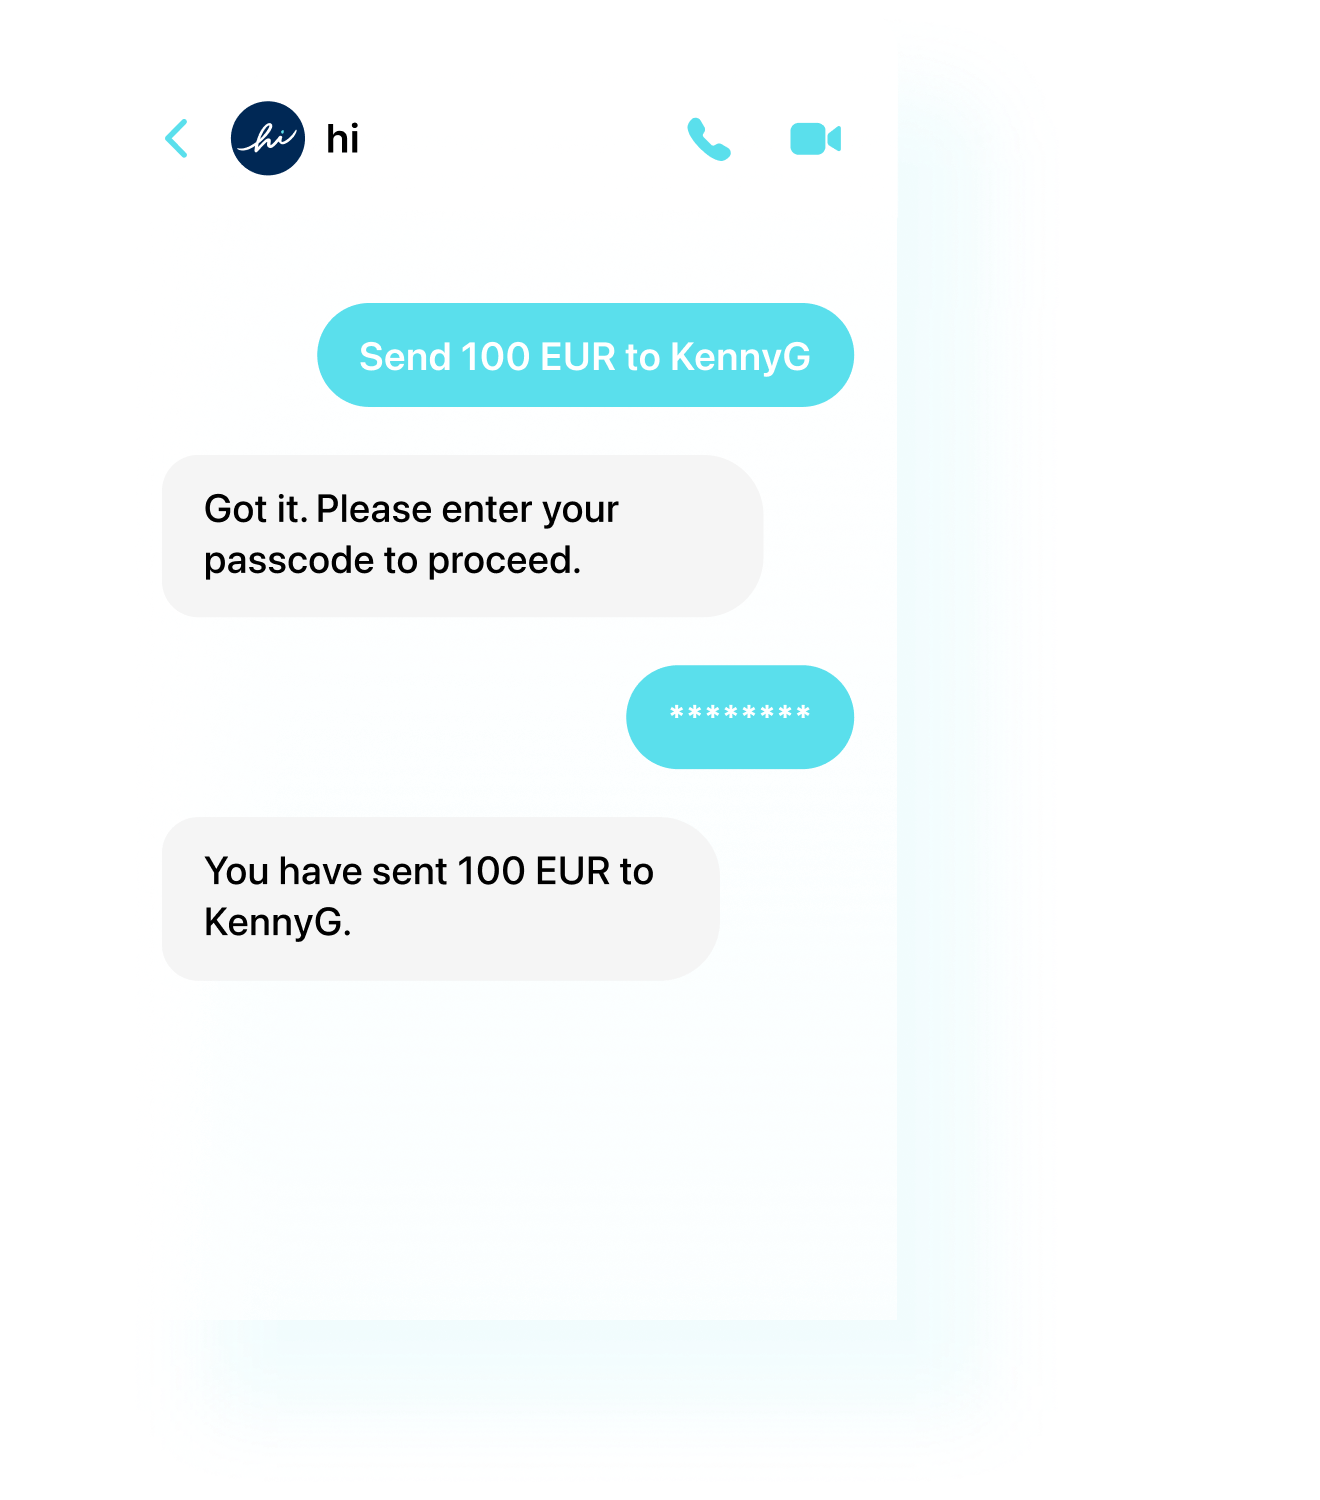 hi hi
Send 100 EUR to KennyG
Got it. Please enter your
passcode to proceed.
********
You have sent 100 EUR to
KennyG.